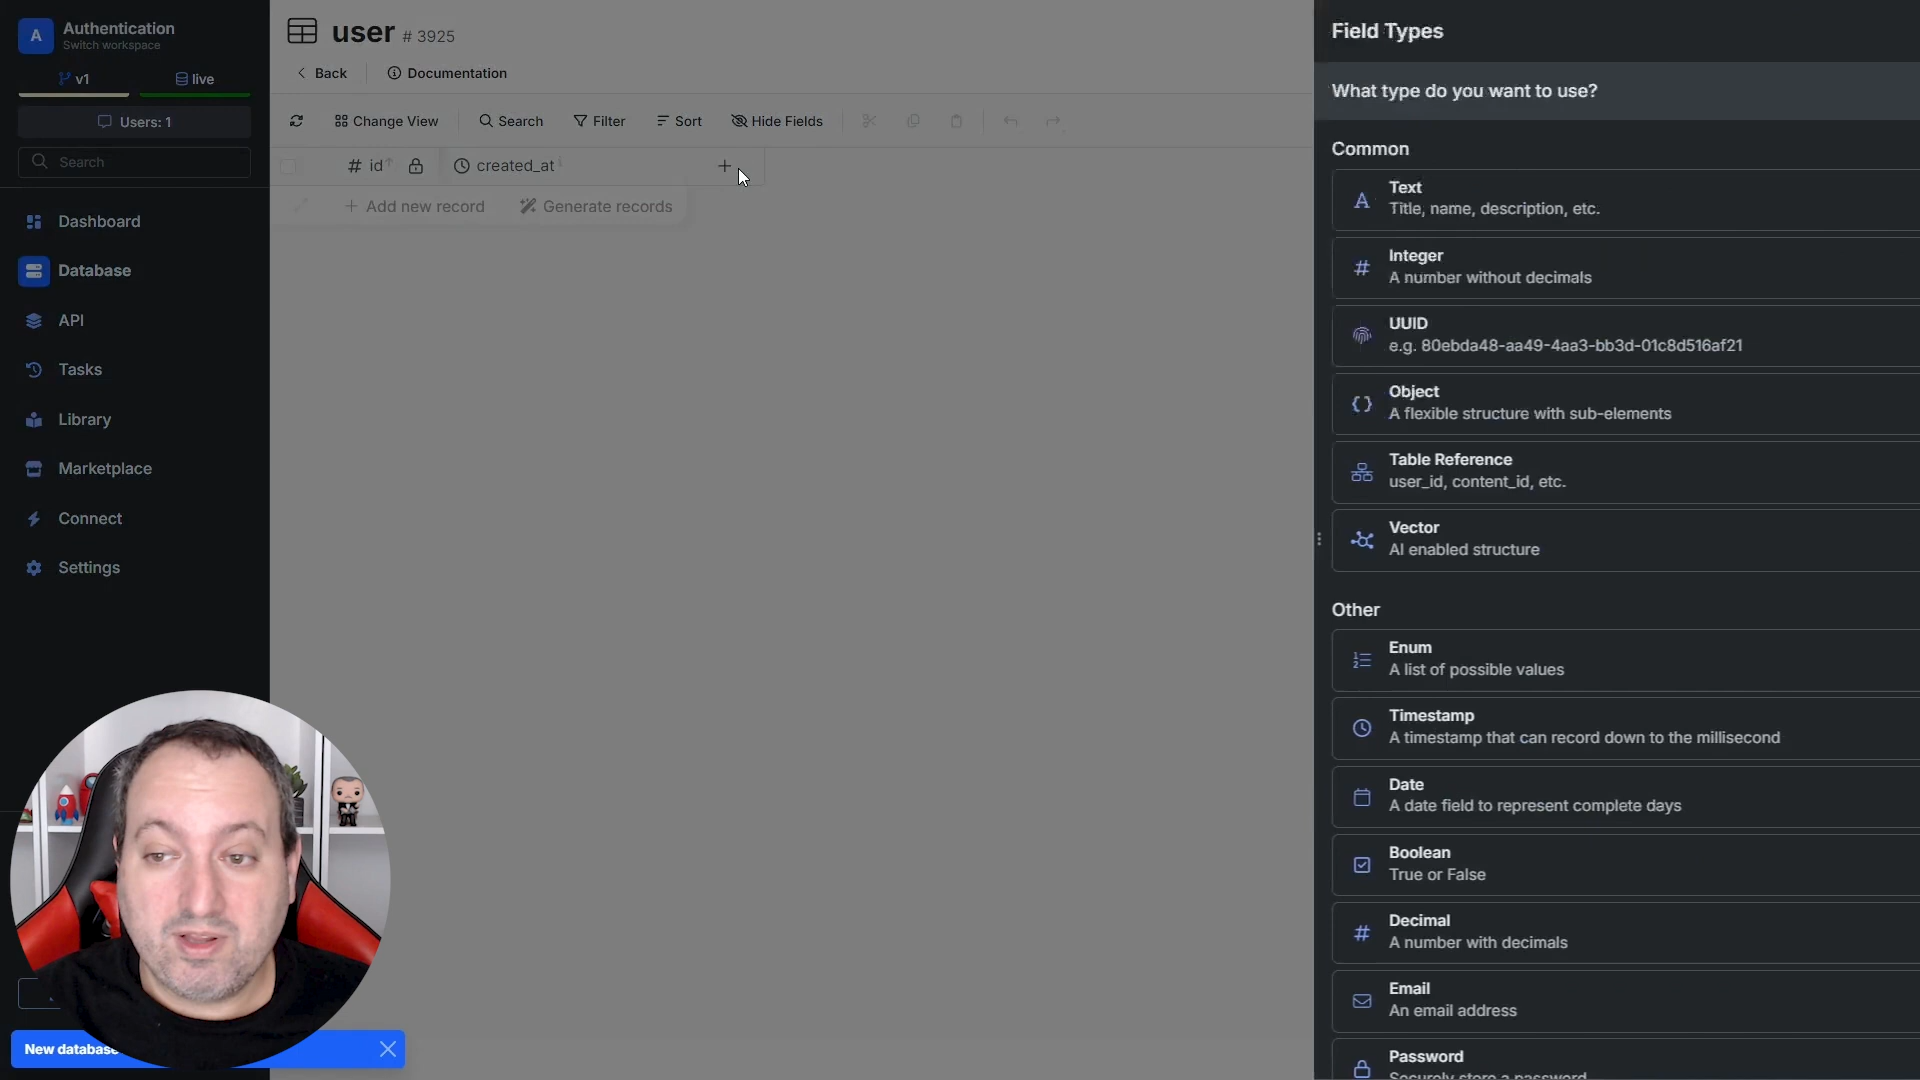 A
Authentication
Switch workspace
v1
live
Users: 1
Search
Dashboard
Database
API
Tasks
Library
Marketplace
Connect
Settings
New database
user # 3925
Back
Documentation
Change View
Search
Filter
Sort
Hide Fields
# id
created_at
+
+ Add new record
Generate records
Field Types
What type do you want to use?
Common
Text
Title, name, description, etc.
Integer
A number without decimals
UUID
e.g. 80ebda48-aa49-4aa3-bb3d-01c8d516af21
Object
A flexible structure with sub-elements
Table Reference
user_id, content_id, etc.
Vector
AI enabled structure
Other
Enum
A list of possible values
Timestamp
A timestamp that can record down to the millisecond
Date
A date field to represent complete days
Boolean
True or False
Decimal
A number with decimals
Email
An email address
Password
Securely store a password